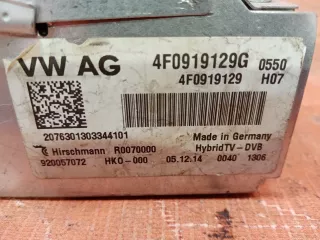 VW AG 4F0919129G 0550
4F0919129 H07
2076301303344101
Made in Germany
Hirschmann R0070000 HybridTV-DVB
920057072 HKO-000 05.12.14 0040 1306